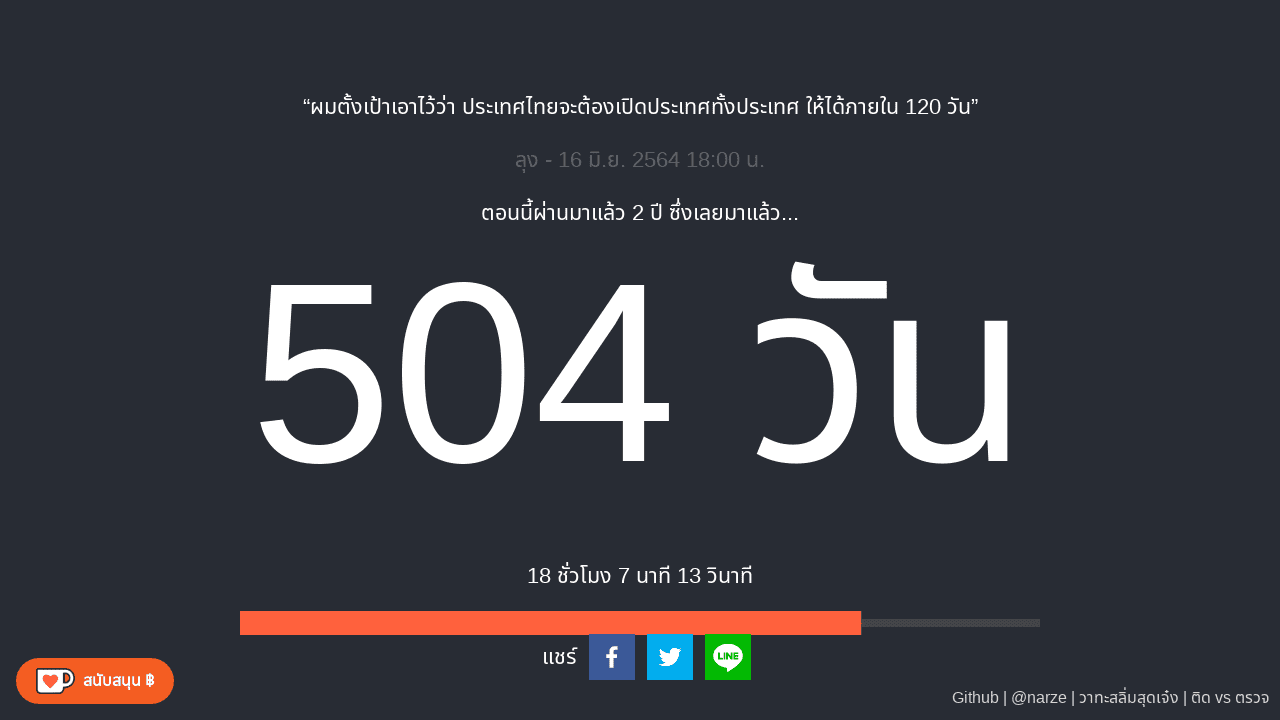 “ผมตั้งเป้าเอาไว้ว่า ประเทศไทยจะต้องเปิดประเทศทั้งประเทศ ให้ได้ภายใน 120 วัน”
ลุง - 16 มิ.ย. 2564 18:00 น.
ตอนนี้ผ่านมาแล้ว 2 ปี ซึ่งเลยมาแล้ว...
504 วัน
18 ชั่วโมง 7 นาที 13 วินาที
แชร์
LINE
สนับสนุน ฿
Github | @narze | วาทะสลิ่มสุดเจ๋ง | ติด vs ตรวจ